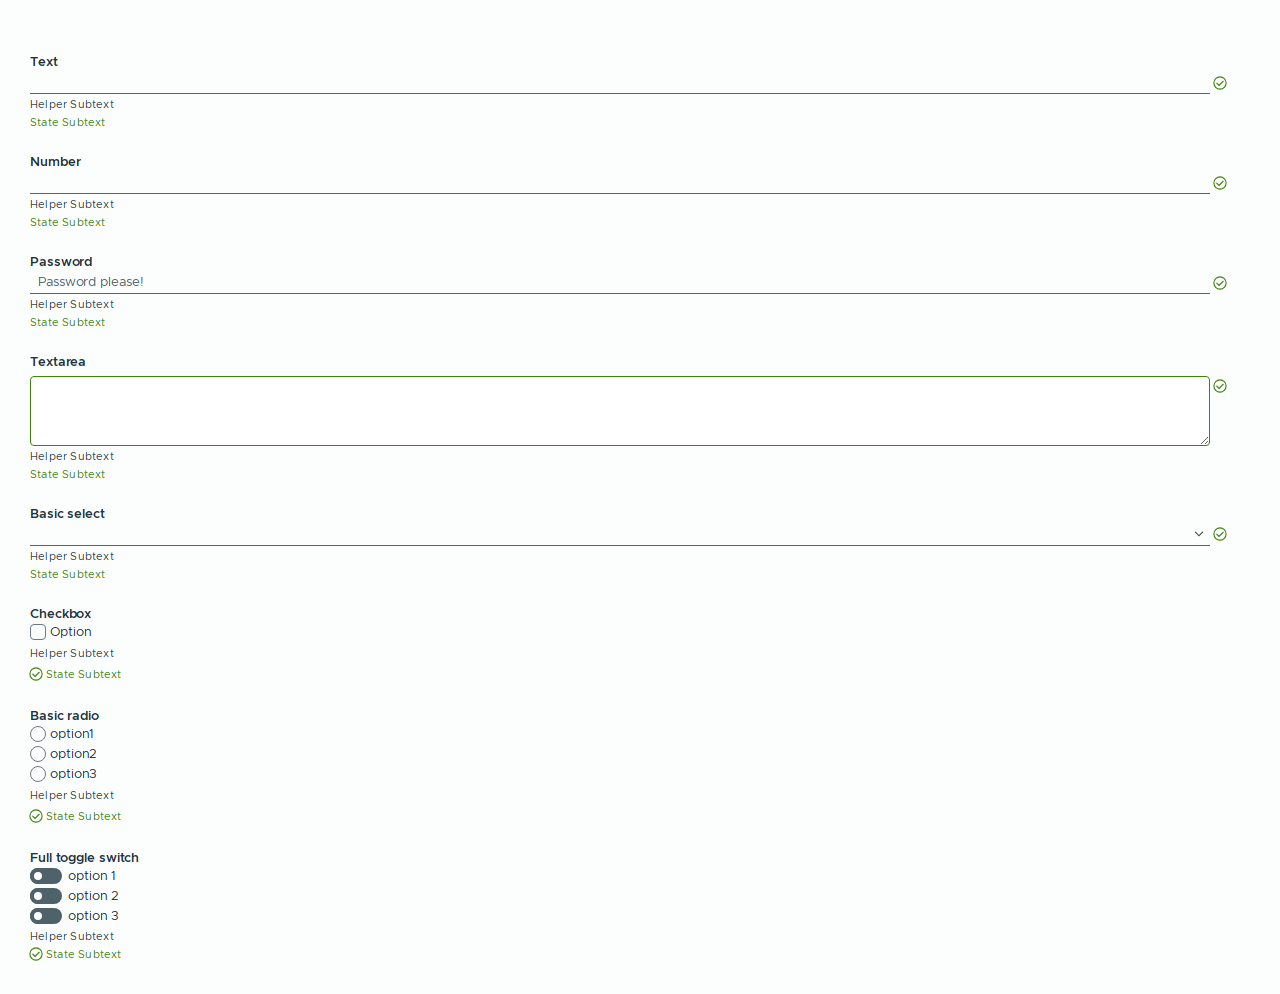 Text
Helper Subtext
State Subtext
Number
Helper Subtext
State Subtext
Password
Password please!
Helper Subtext
State Subtext
Textarea
Helper Subtext
State Subtext
Basic select
Helper Subtext
State Subtext
Checkbox
Option
Helper Subtext
State Subtext
Basic radio
option1
option2
option3
Helper Subtext
State Subtext
Full toggle switch
option 1
option 2
option 3
Helper Subtext
State Subtext